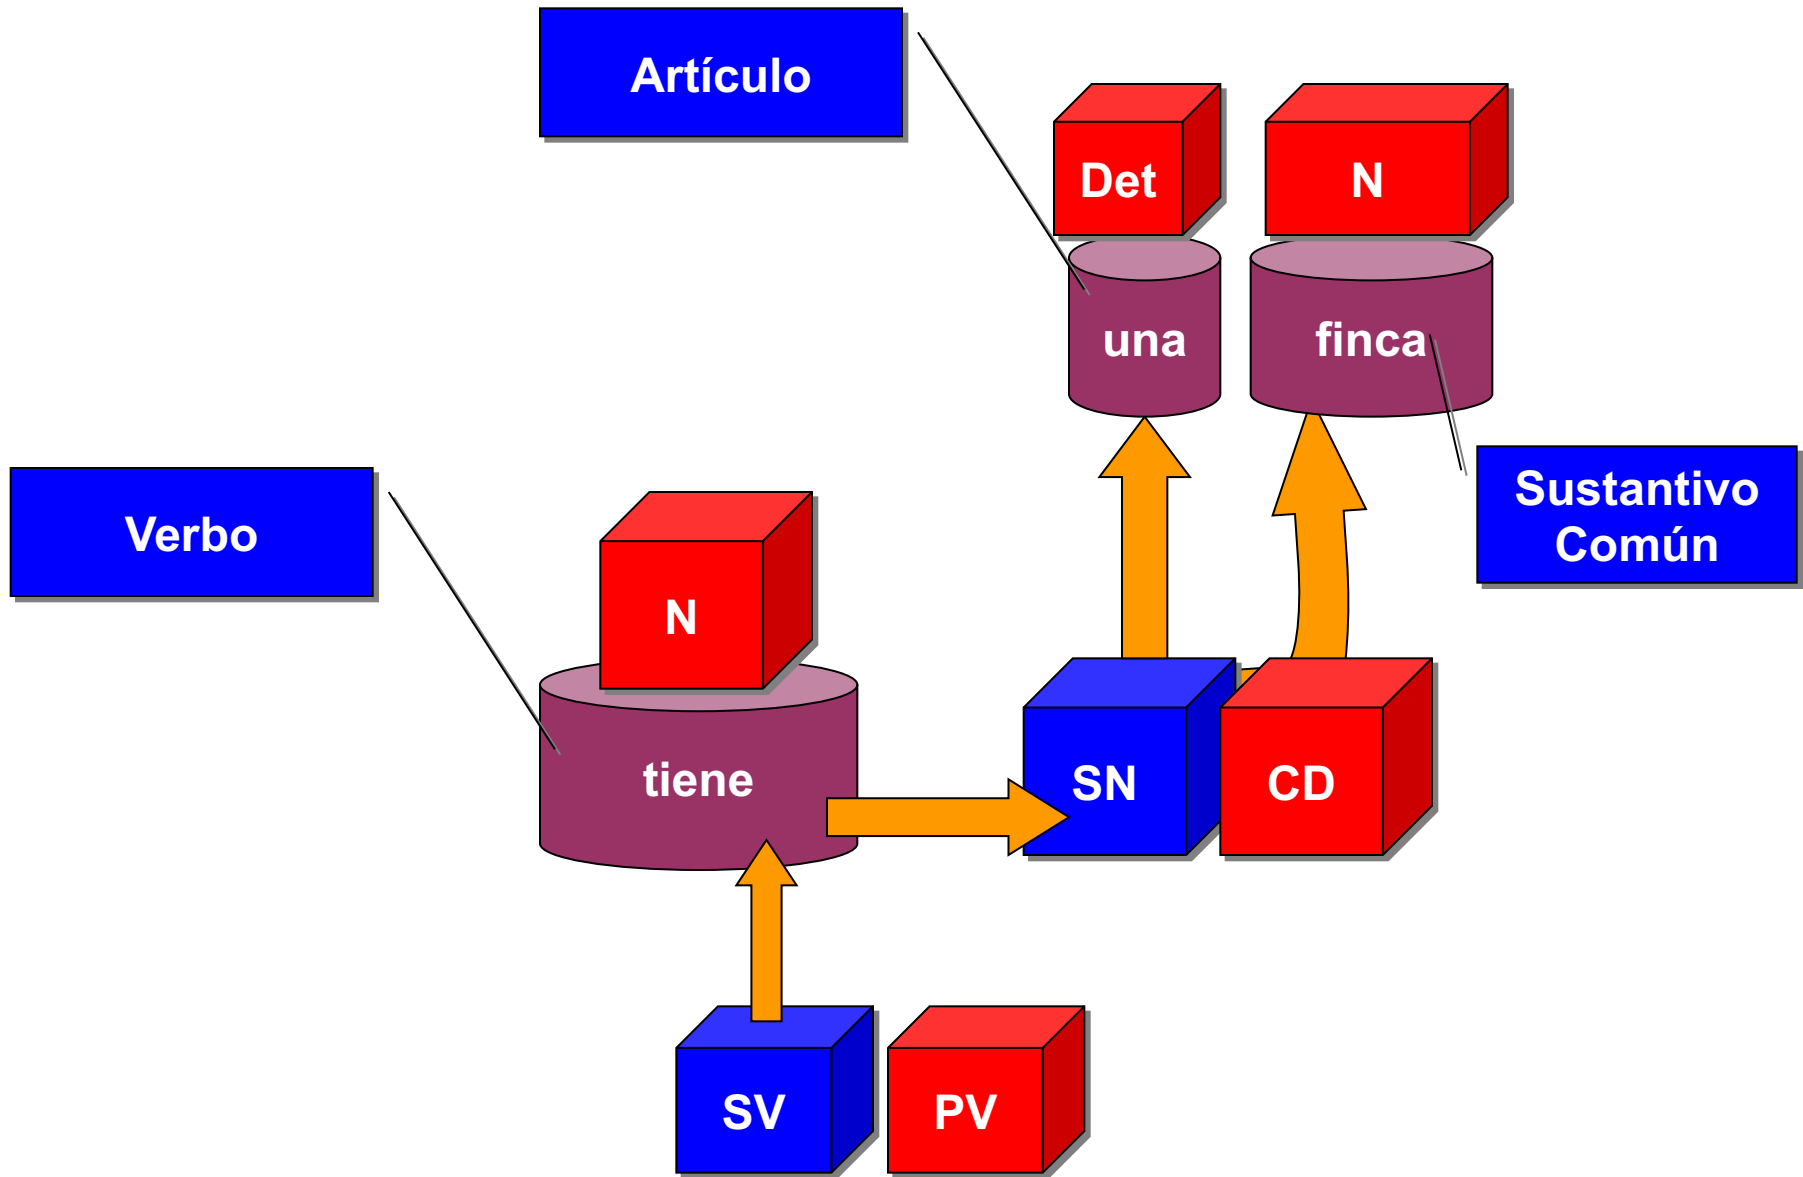 Artículo
Det
N
una
finca
Verbo
Sustantivo
Común
N
tiene
SN
CD
SV
PV